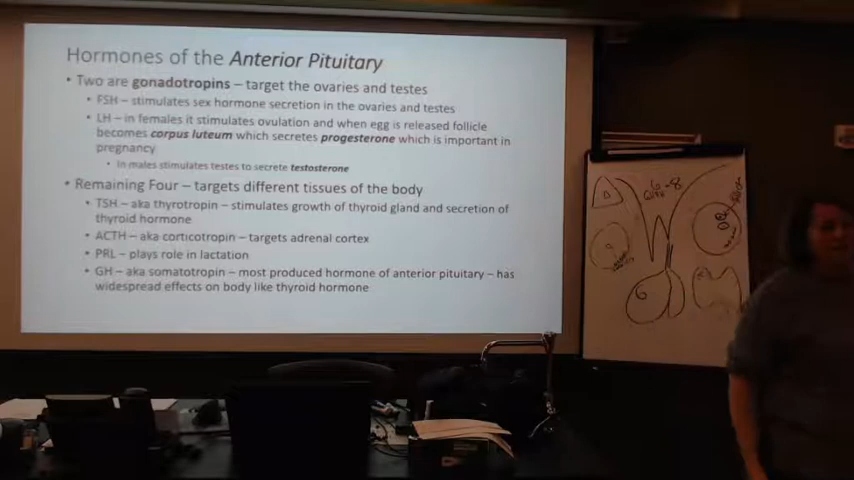 Hormones of the Anterior Pituitary
• Two are gonadotropins – target the ovaries and testes
• FSH – stimulates sex hormone secretion in the ovaries and testes
• LH – in females it stimulates ovulation and when egg is released follicle
becomes corpus luteum which secretes progesterone which is important in
pregnancy
• In males stimulates testes to secrete testosterone
• Remaining Four – targets different tissues of the body
• TSH – aka thyrotropin – stimulates growth of thyroid gland and secretion of
thyroid hormone
• ACTH – aka corticotropin – targets adrenal cortex
• PRL – plays role in lactation
• GH – aka somatotropin – most produced hormone of anterior pituitary – has
widespread effects on body like thyroid hormone
6-8